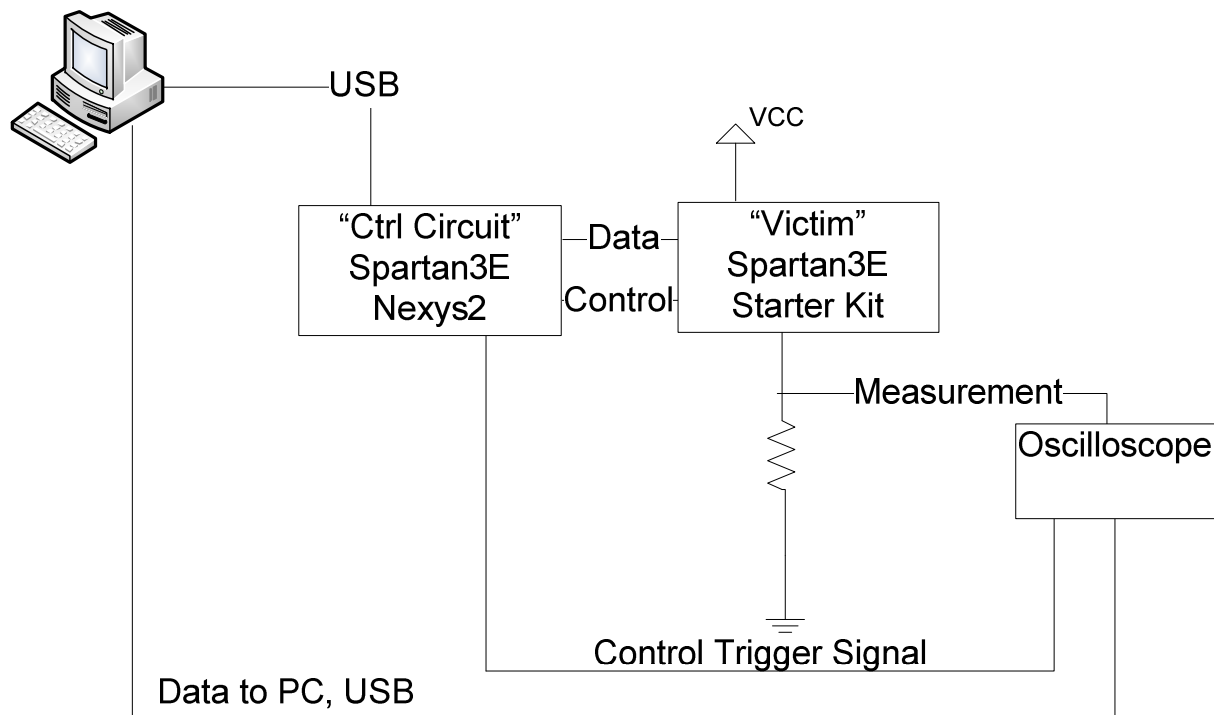 USB
VCC
“Ctrl Circuit”
Spartan3E
Nexys2
Data
Control
“Victim”
Spartan3E
Starter Kit
Measurement
Oscilloscope
Control Trigger Signal
Data to PC, USB